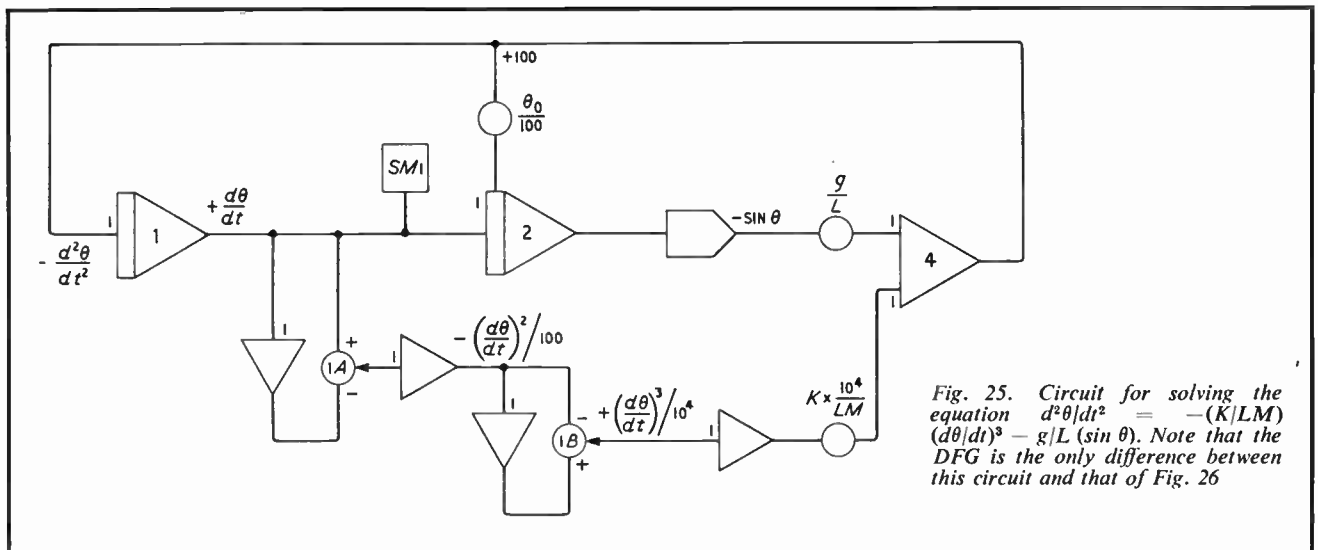 +100
θ₀
100
SM1
g
L
1
1
+ dθ
dt
1
2
-SIN θ
1
4
- d²θ
dt²
1
1
1
+
1A
-
1
- (dθ/dt)²/100
1
-
1B
+
+ (dθ/dt)³/10⁴
1
K × 10⁴
LM
Fig. 25. Circuit for solving the
equation d²θ/dt² = -(K/LM)
(dθ/dt)³ - g/L (sin θ). Note that the
DFG is the only difference between
this circuit and that of Fig. 26